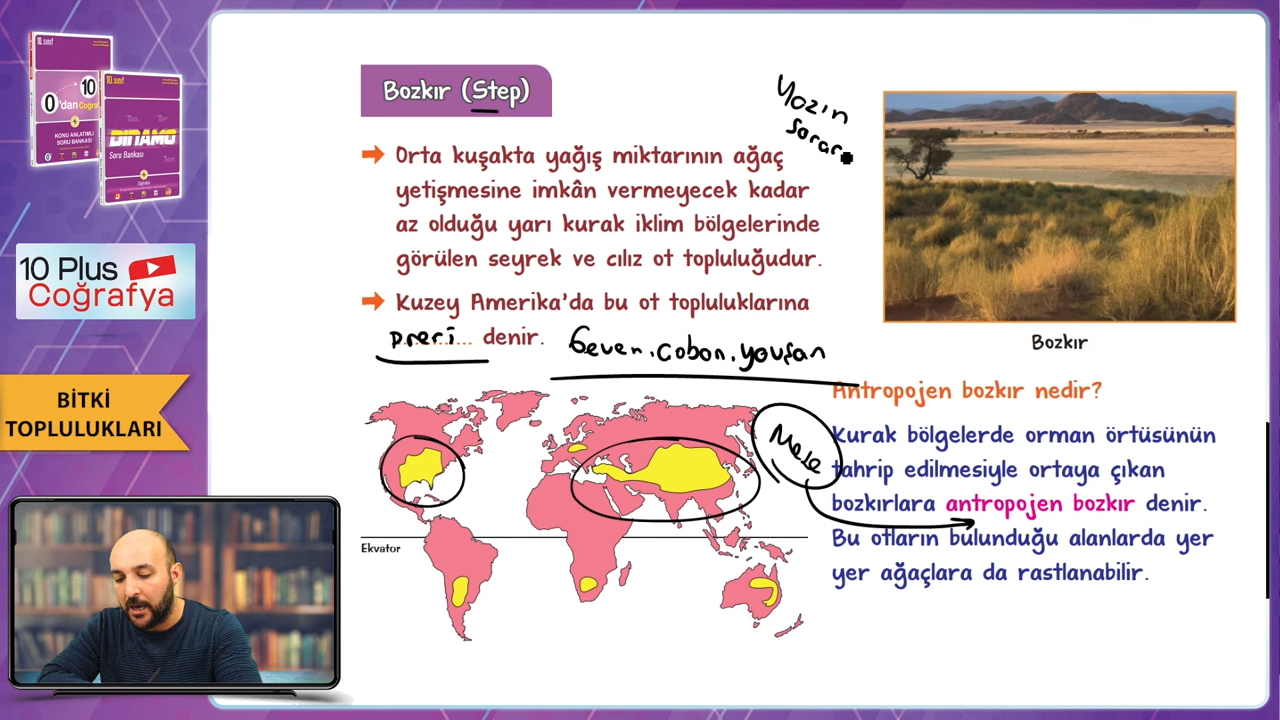 10. sınıf
0'dan 10
Coğrafya
KONU ANLATIMLI
SORU BANKASI
10. sınıf
DİNAMO
Soru Bankası
10 Plus
Coğrafya
BİTKİ
TOPLULUKLARI
Bozkır (Step)
Yazın
sarar
Orta kuşakta yağış miktarının ağaç
yetişmesine imkân vermeyecek kadar
az olduğu yarı kurak iklim bölgelerinde
görülen seyrek ve cılız ot topluluğudur.
Kuzey Amerika'da bu ot topluluklarına
preri denir.
Geven, çoban, yavşan
Ekvator
Bozkır
Antropojen bozkır nedir?
Kurak bölgelerde orman örtüsünün
tahrip edilmesiyle ortaya çıkan
bozkırlara antropojen bozkır denir.
Bu otların bulunduğu alanlarda yer
yer ağaçlara da rastlanabilir.
Meşe